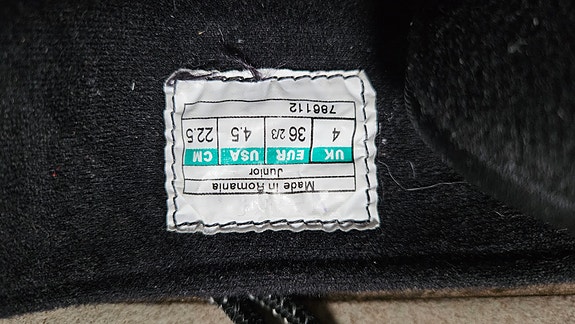 Made in Romania
Junior
UK EUR USA CM
4 36 2/3 4.5 22.5
786112